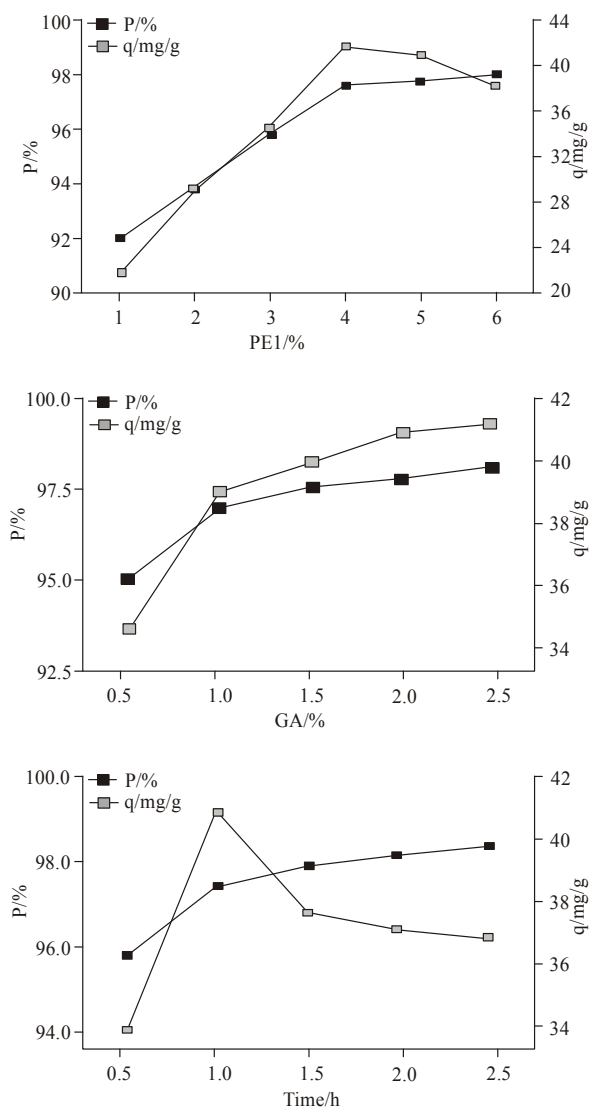 100
98
96
94
92
90
P/%
P/%
q/mg/g
44
40
36
32
28
24
20
q/mg/g
1 2 3 4 5 6
PE1/%
100.0
97.5
95.0
92.5
P/%
P/%
q/mg/g
42
40
38
36
34
q/mg/g
0.5 1.0 1.5 2.0 2.5
GA/%
100.0
98.0
96.0
94.0
P/%
P/%
q/mg/g
42
40
38
36
34
q/mg/g
0.5 1.0 1.5 2.0 2.5
Time/h